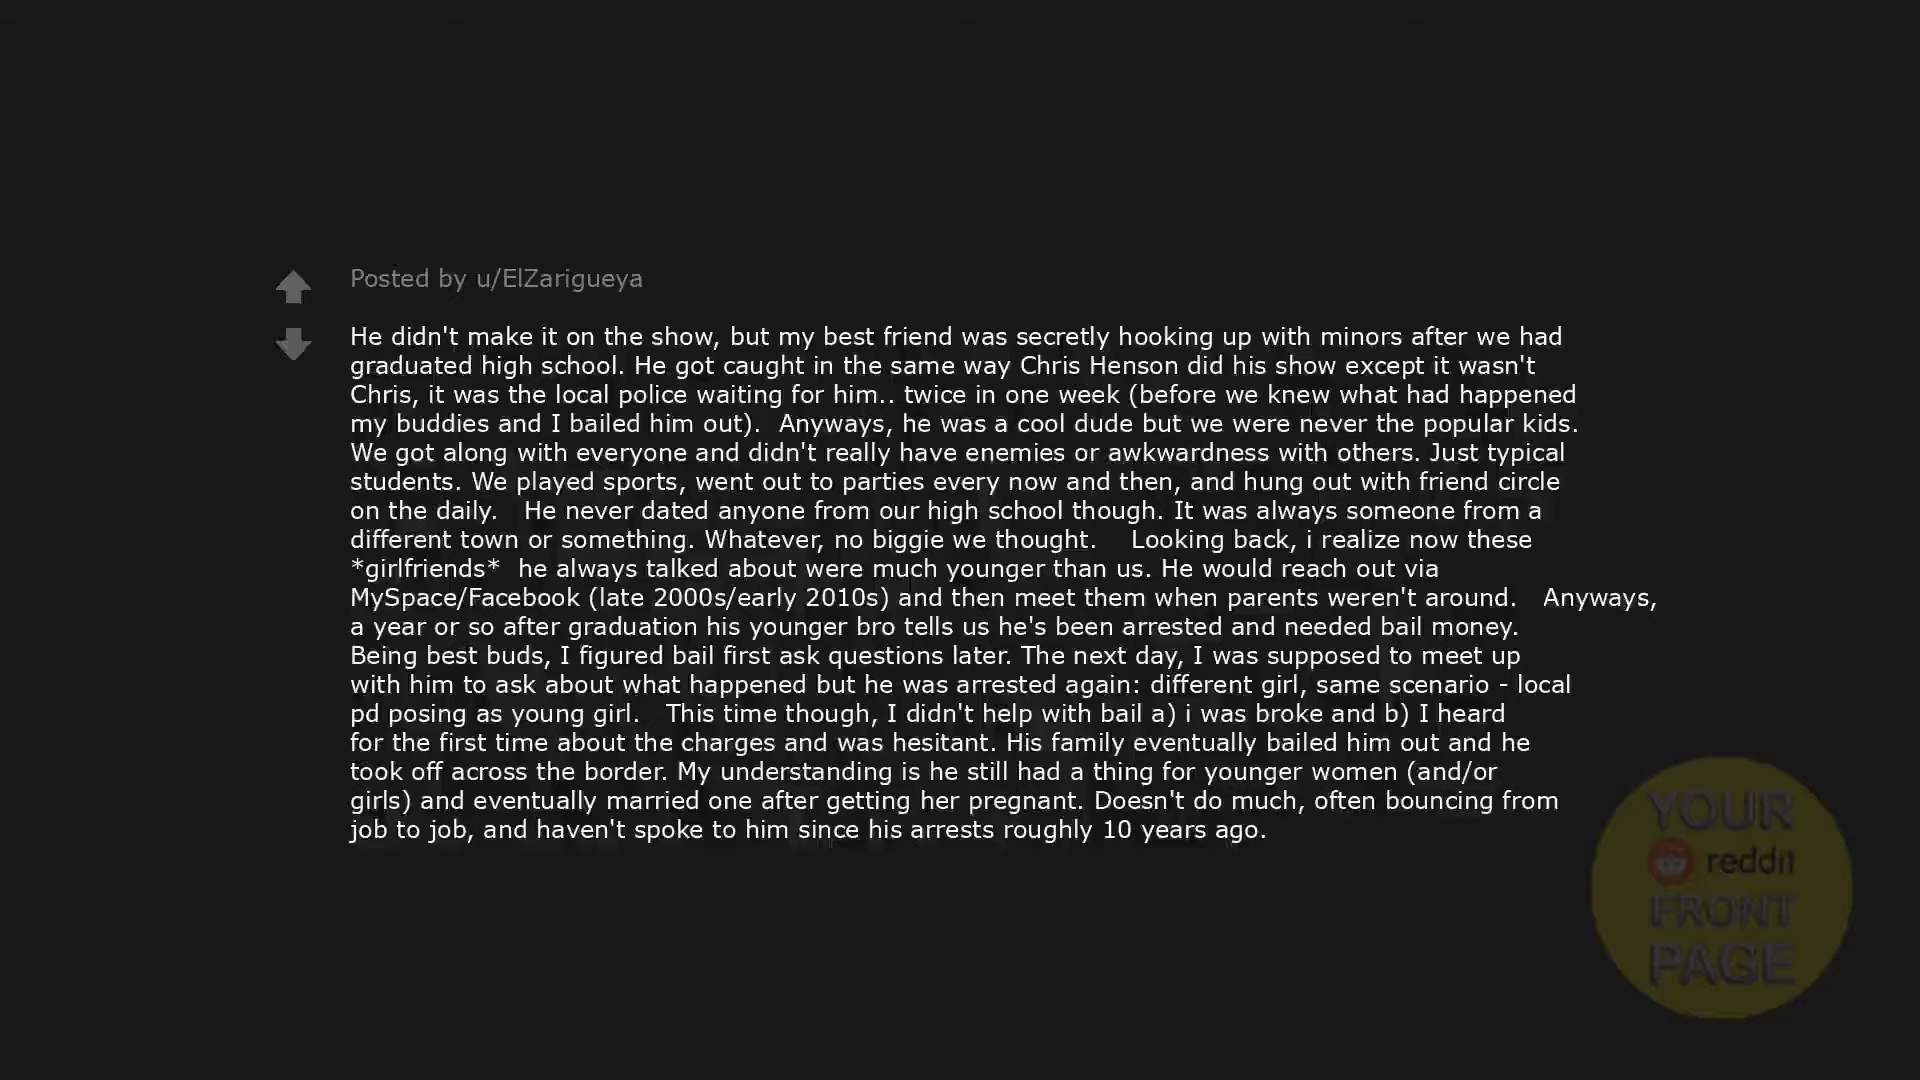 Posted by u/ElZarigueya
He didn't make it on the show, but my best friend was secretly hooking up with minors after we had
graduated high school. He got caught in the same way Chris Henson did his show except it wasn't
Chris, it was the local police waiting for him.. twice in one week (before we knew what had happened
my buddies and I bailed him out).  Anyways, he was a cool dude but we were never the popular kids.
We got along with everyone and didn't really have enemies or awkwardness with others. Just typical
students. We played sports, went out to parties every now and then, and hung out with friend circle
on the daily.   He never dated anyone from our high school though. It was always someone from a
different town or something. Whatever, no biggie we thought.    Looking back, i realize now these
*girlfriends*  he always talked about were much younger than us. He would reach out via
MySpace/Facebook (late 2000s/early 2010s) and then meet them when parents weren't around.   Anyways,
a year or so after graduation his younger bro tells us he's been arrested and needed bail money.
Being best buds, I figured bail first ask questions later. The next day, I was supposed to meet up
with him to ask about what happened but he was arrested again: different girl, same scenario - local
pd posing as young girl.   This time though, I didn't help with bail a) i was broke and b) I heard
for the first time about the charges and was hesitant. His family eventually bailed him out and he
took off across the border. My understanding is he still had a thing for younger women (and/or
girls) and eventually married one after getting her pregnant. Doesn't do much, often bouncing from
job to job, and haven't spoke to him since his arrests roughly 10 years ago.
YOUR
reddit
FRONT
PAGE